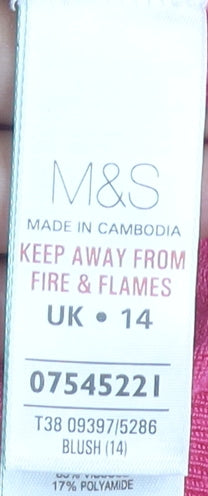 M&S
MADE IN CAMBODIA
KEEP AWAY FROM
FIRE & FLAMES
UK • 14
07545221
T38 09397/5286
BLUSH (14)
17% POLYAMIDE